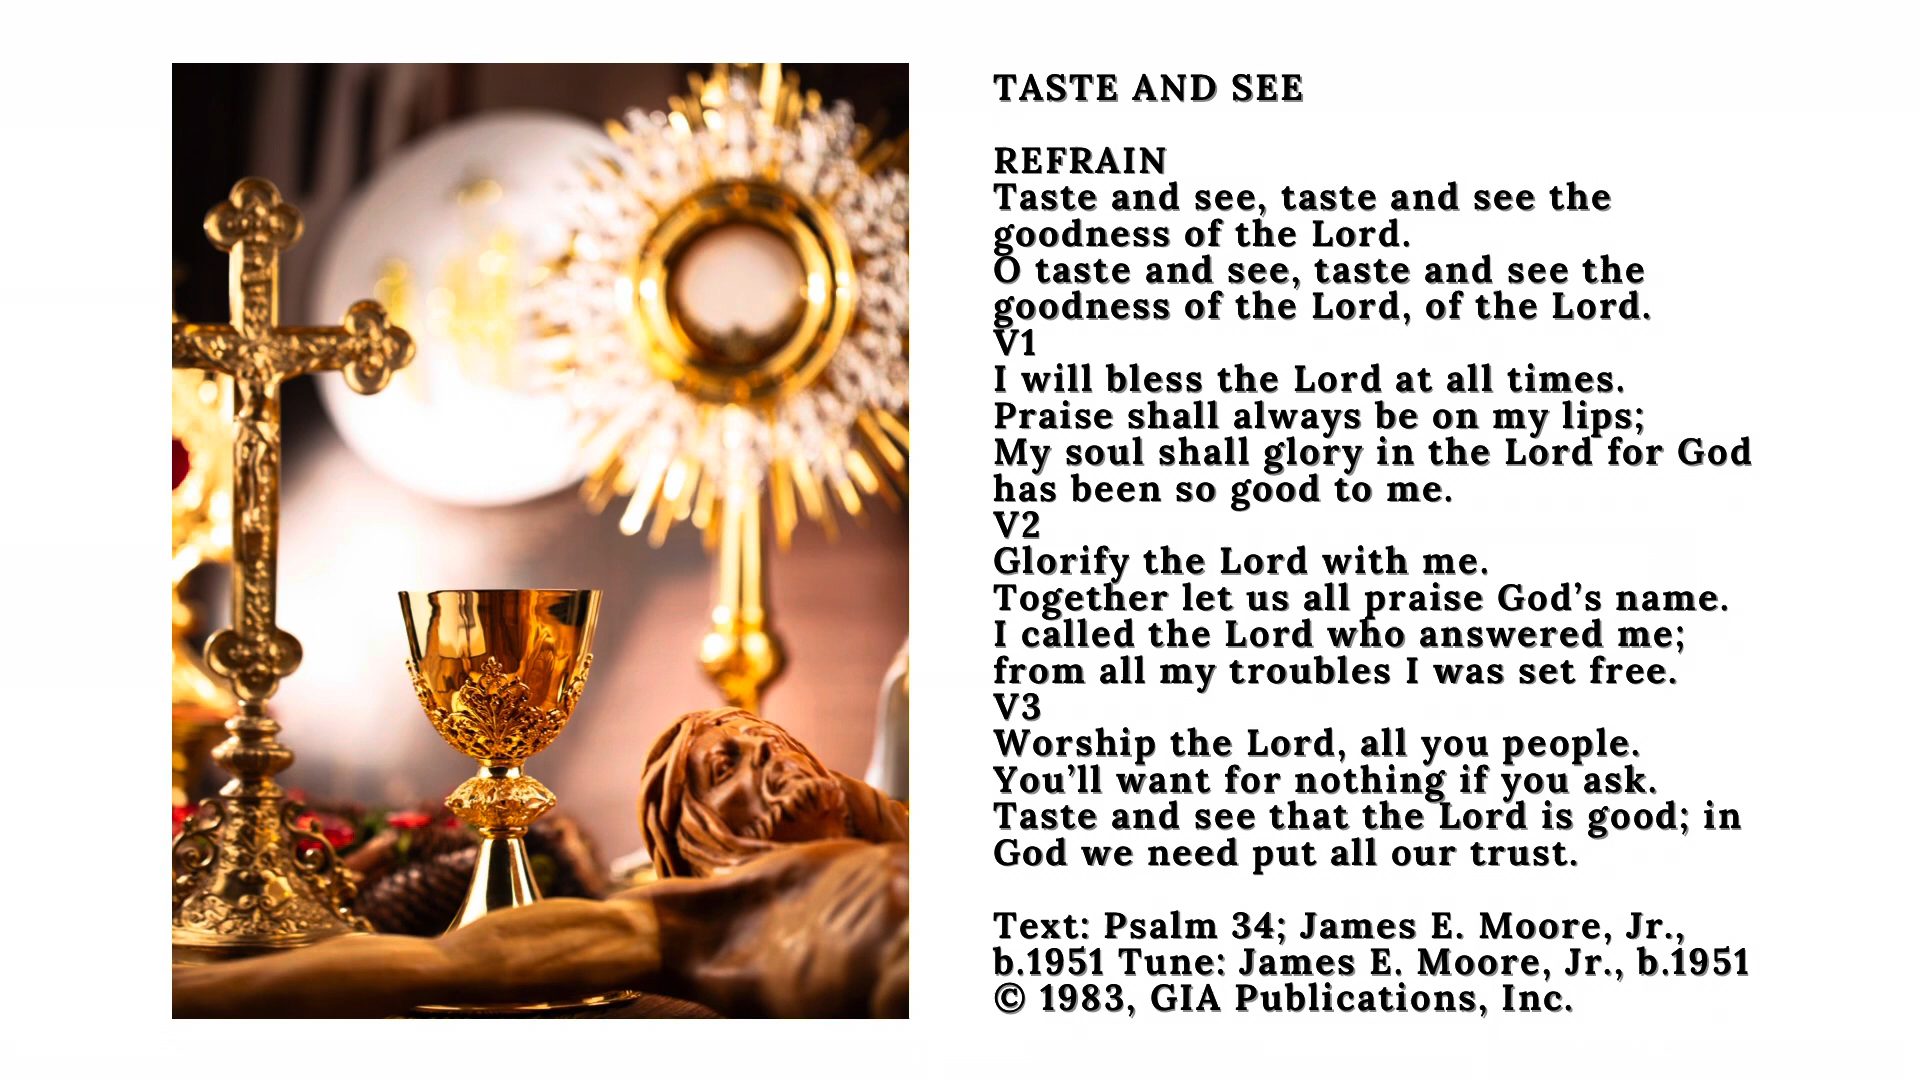 TASTE AND SEE
REFRAIN
Taste and see, taste and see the
goodness of the Lord.
O taste and see, taste and see the
goodness of the Lord, of the Lord.
V1
I will bless the Lord at all times.
Praise shall always be on my lips;
My soul shall glory in the Lord for God
has been so good to me.
V2
Glorify the Lord with me.
Together let us all praise God’s name.
I called the Lord who answered me;
from all my troubles I was set free.
V3
Worship the Lord, all you people.
You’ll want for nothing if you ask.
Taste and see that the Lord is good; in
God we need put all our trust.
Text: Psalm 34; James E. Moore, Jr.,
b.1951 Tune: James E. Moore, Jr., b.1951
© 1983, GIA Publications, Inc.